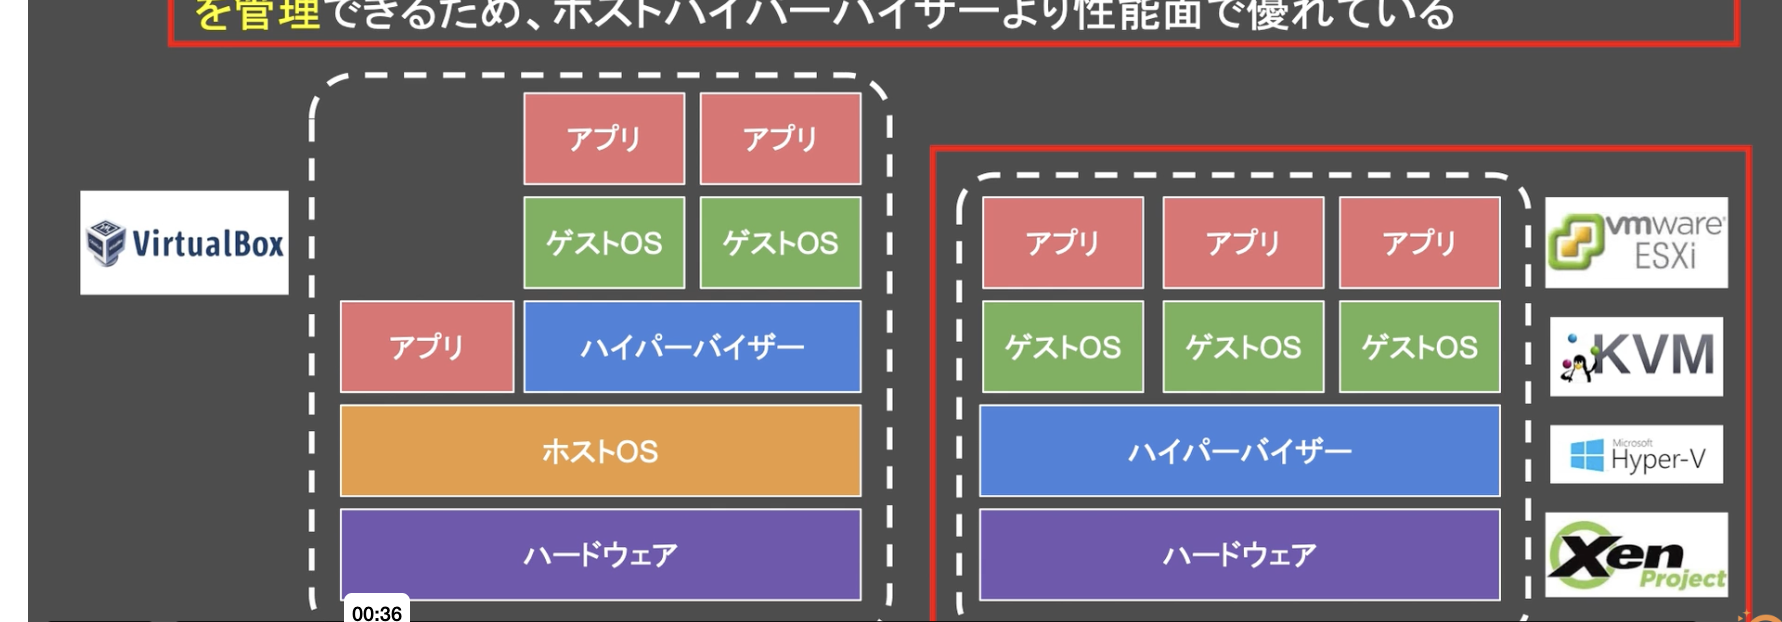 を管理できるため、ホストハイパーバイザーより性能面で優れている
アプリ アプリ
VirtualBox
ゲストOS ゲストOS
アプリ ハイパーバイザー
ホストOS
ハードウェア
00:36
アプリ アプリ アプリ
ゲストOS ゲストOS ゲストOS
ハイパーバイザー
ハードウェア
vmware
ESXi
KVM
Microsoft
Hyper-V
Xen
Project